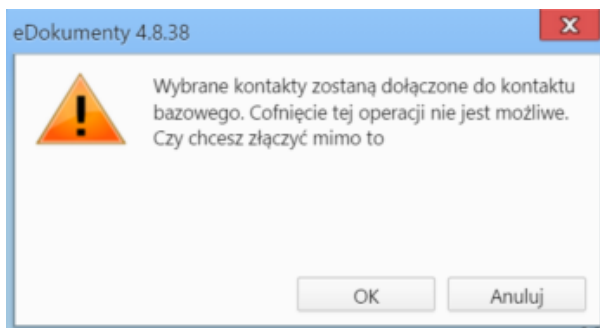 eDokumenty 4.8.38
Wybrane kontakty zostaną dołączone do kontaktu
bazowego. Cofnięcie tej operacji nie jest możliwe.
Czy chcesz złączyć mimo to
OK
Anuluj